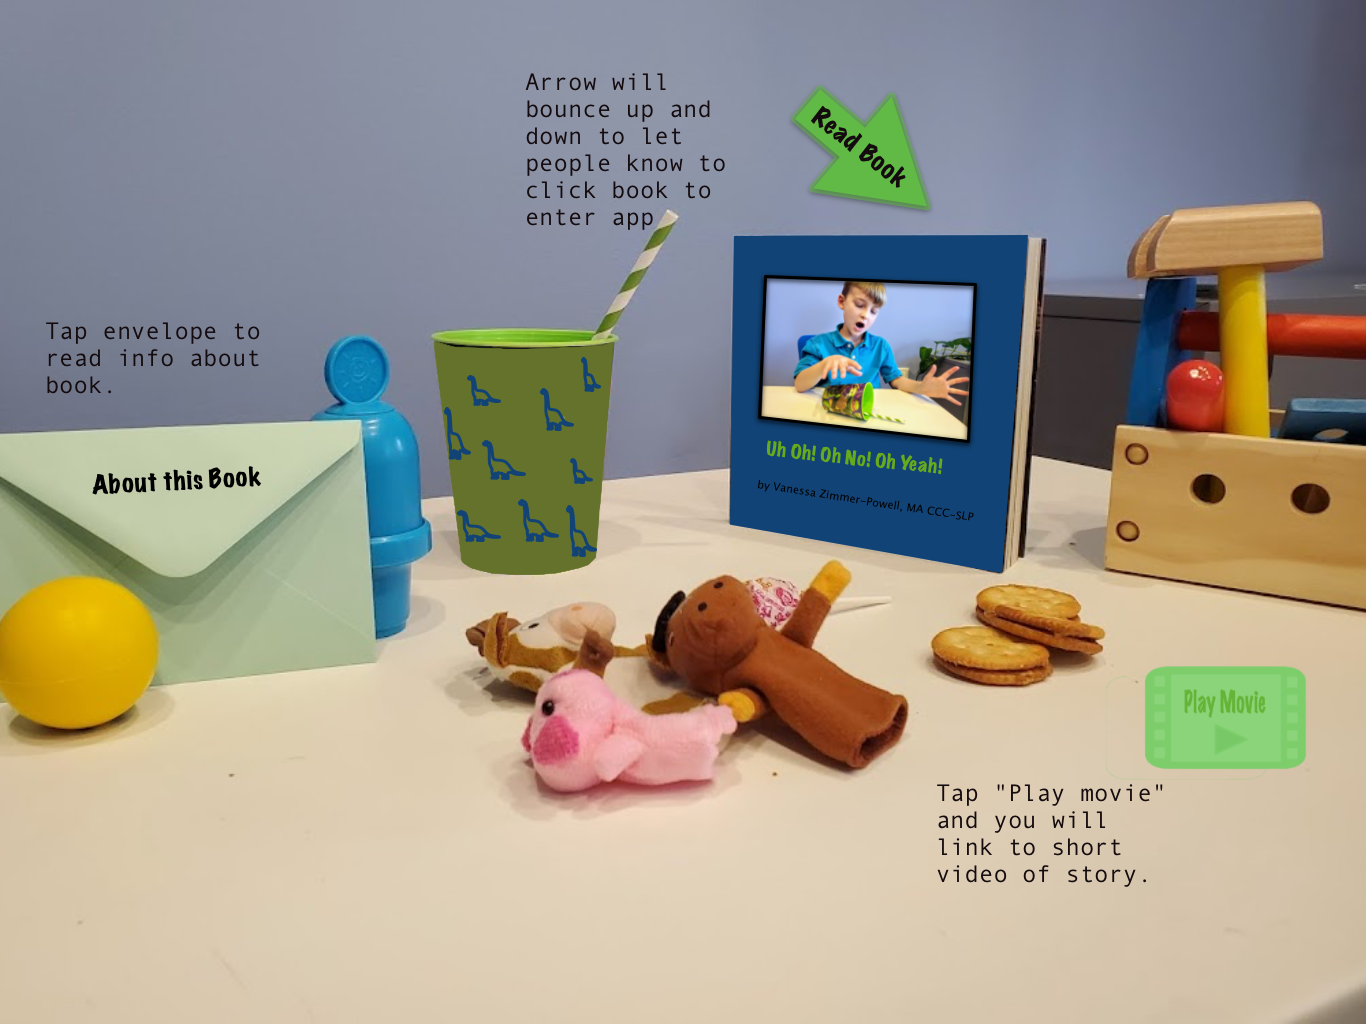 Arrow will
bounce up and
down to let
people know to
click book to
enter app
Read Book
Tap envelope to
read info about
book.
About this Book
Uh Oh! Oh No! Oh Yeah!
by Vanessa Zimmer-Powell, MA CCC-SLP
Play Movie
Tap "Play movie"
and you will
link to short
video of story.